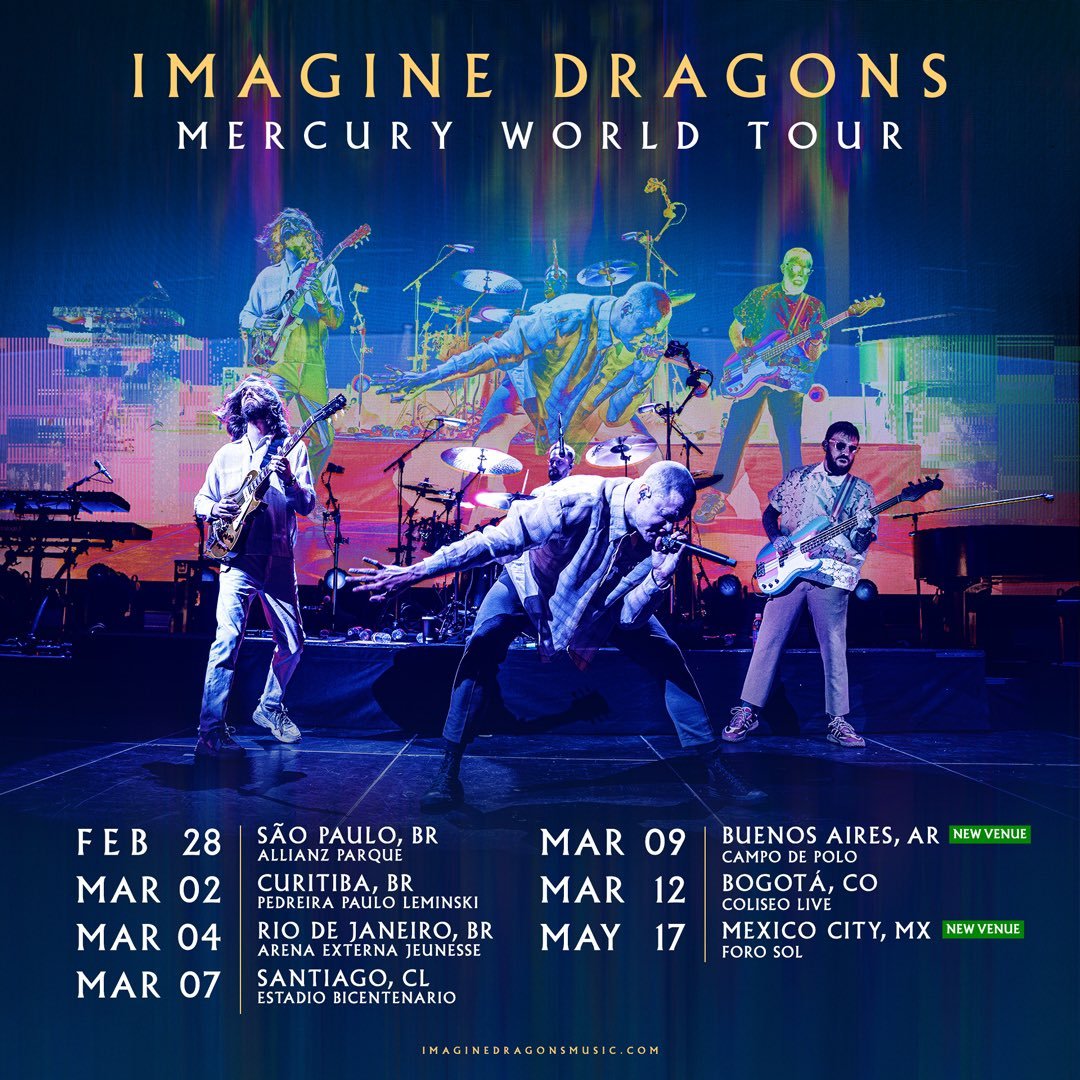 IMAGINE DRAGONS
MERCURY WORLD TOUR
FEB 28 SÃO PAULO, BR
ALLIANZ PARQUE
MAR 02 CURITIBA, BR
PEDREIRA PAULO LEMINSKI
MAR 04 RIO DE JANEIRO, BR
ARENA EXTERNA JEUNESSE
MAR 07 SANTIAGO, CL
ESTADIO BICENTENARIO
MAR 09 BUENOS AIRES, AR NEW VENUE
CAMPO DE POLO
MAR 12 BOGOTÁ, CO
COLISEO LIVE
MAY 17 MEXICO CITY, MX NEW VENUE
FORO SOL
IMAGINEDRAGONSMUSIC.COM